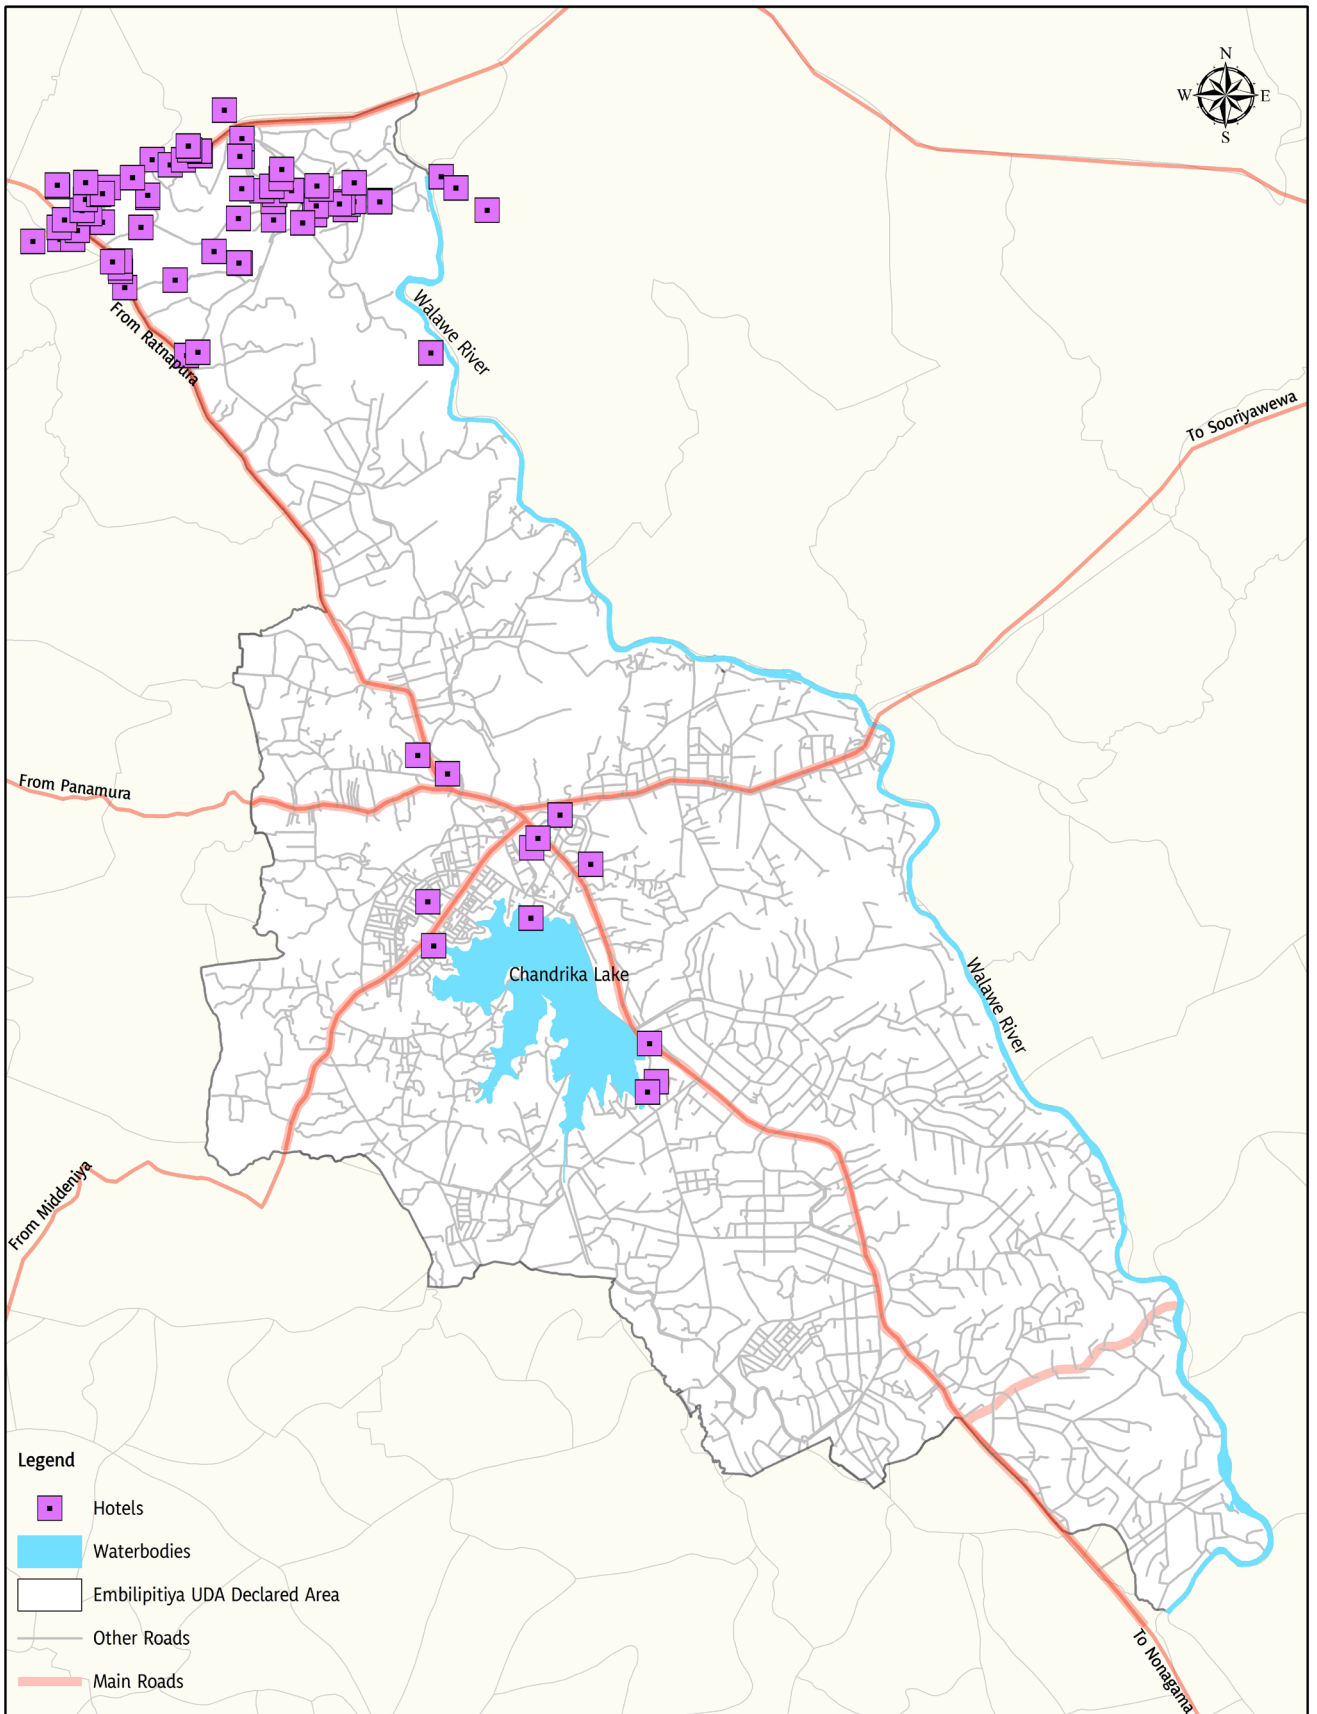 N
W E
S
Walawe River
From Ratnapura
To Sooriyawewa
From Panamura
Chandrika Lake
Walawe River
From Middeniya
To Nonagama
Legend
Hotels
Waterbodies
Embilipitiya UDA Declared Area
Other Roads
Main Roads